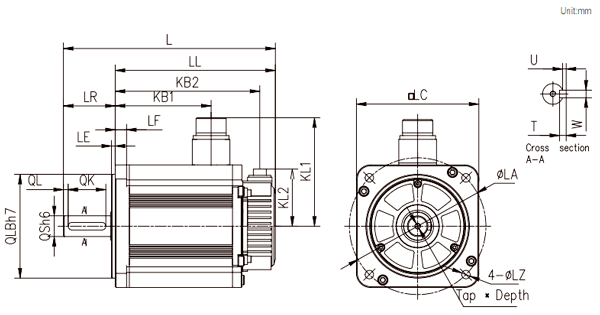 Unit:mm
L
LL
KB2
LR
KB1
LF
LE
QL
QK
QLBh7
QSh6
A
A
KL1
KL2
□LC
ØLA
4-ØLZ
Tap × Depth
U
T
W
Cross section
A-A